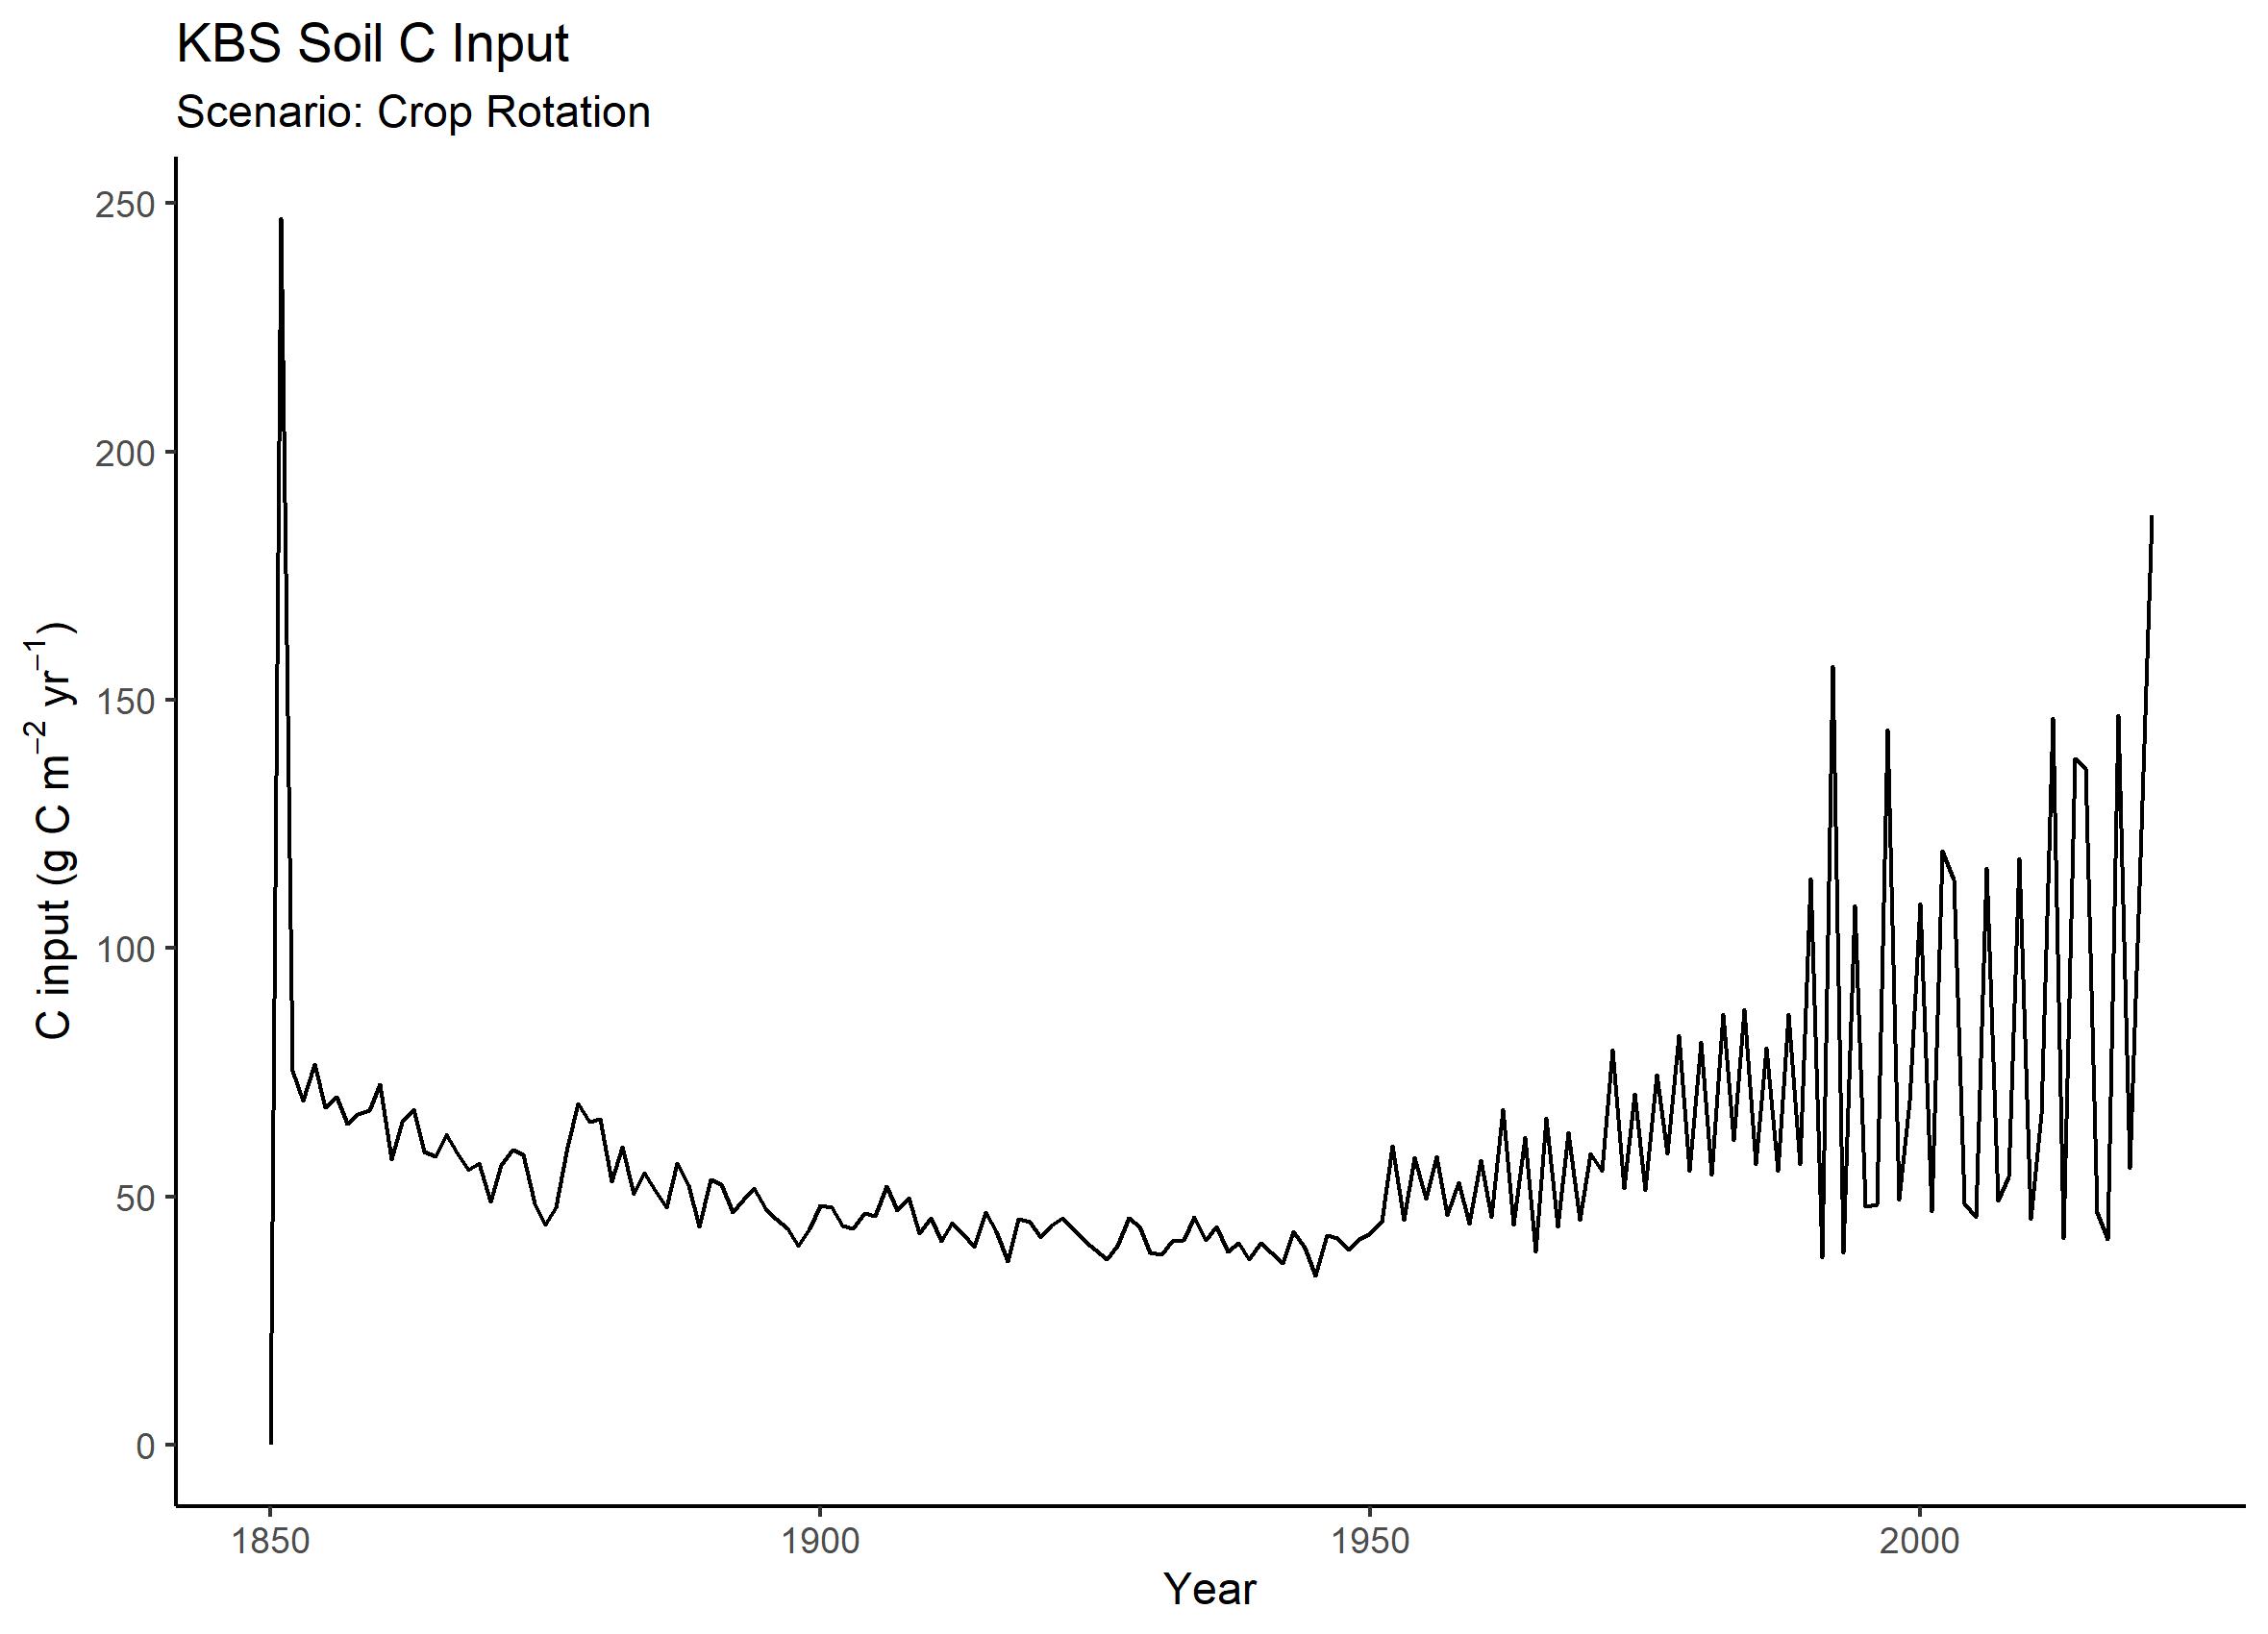 KBS Soil C Input
Scenario: Crop Rotation
250
200
150
100
50
0
C input (g C m⁻² yr⁻¹)
1850 1900 1950 2000
Year